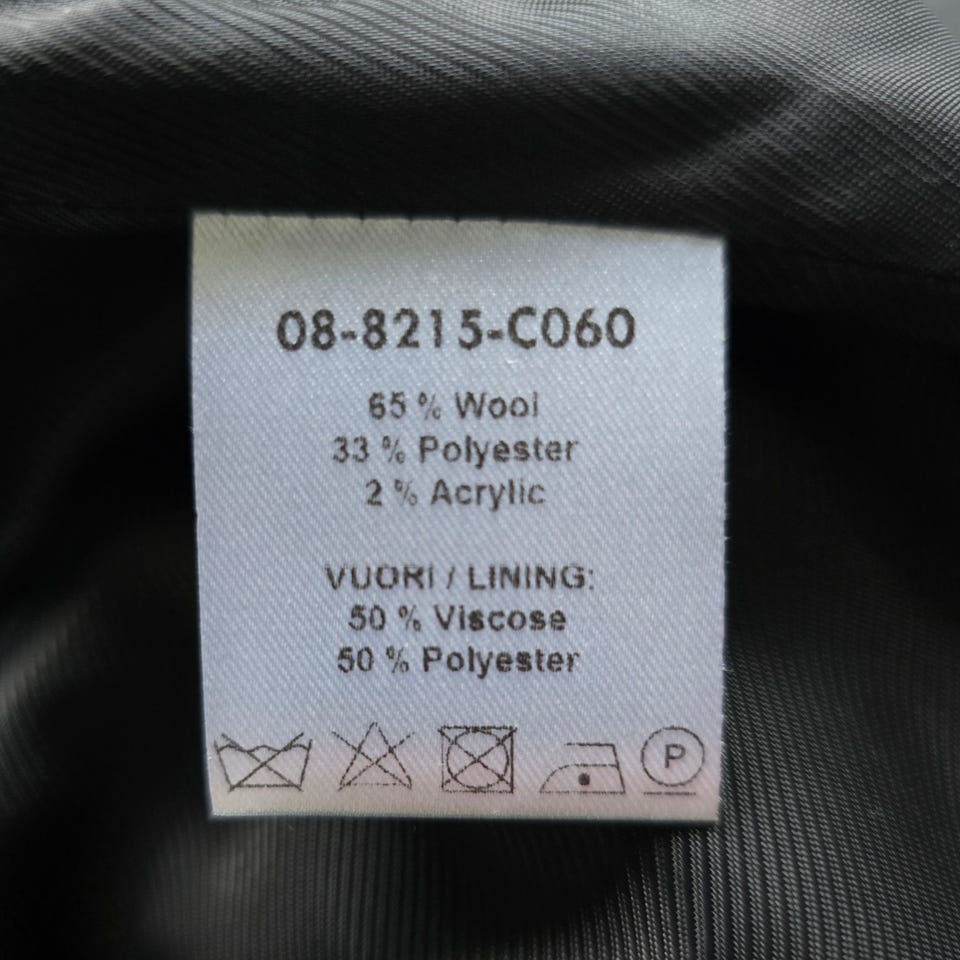 08-8215-C060
65 % Wool
33 % Polyester
2 % Acrylic
VUORI / LINING:
50 % Viscose
50 % Polyester
P